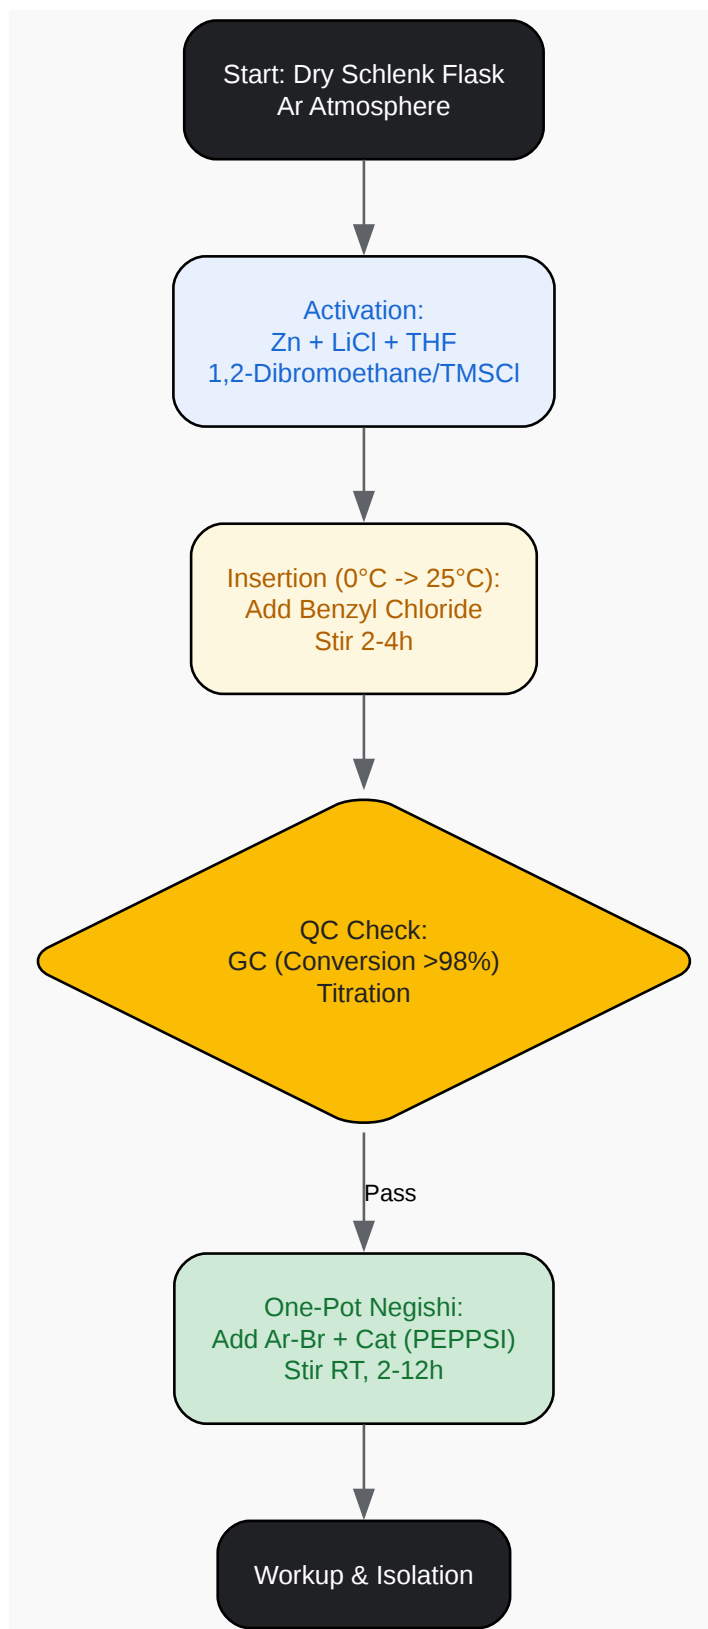 Start: Dry Schlenk Flask
Ar Atmosphere
Activation:
Zn + LiCl + THF
1,2-Dibromoethane/TMSCl
Insertion (0°C -> 25°C):
Add Benzyl Chloride
Stir 2-4h
QC Check:
GC (Conversion >98%)
Titration
Pass
One-Pot Negishi:
Add Ar-Br + Cat (PEPPSI)
Stir RT, 2-12h
Workup & Isolation